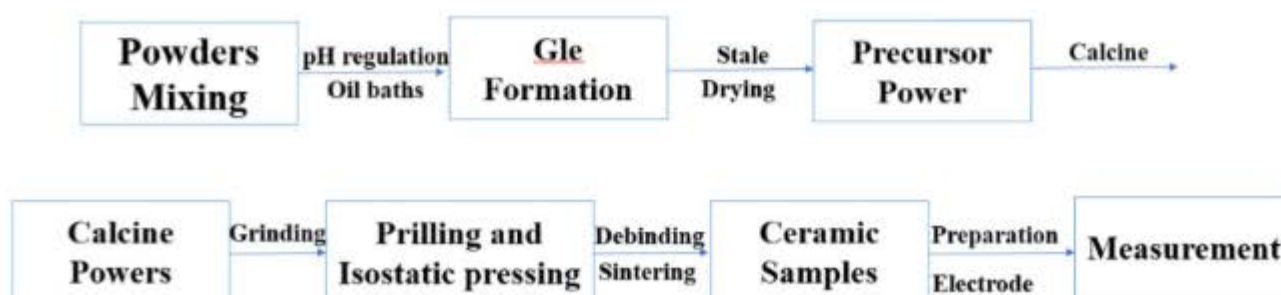 Powders
Mixing
pH regulation
Oil baths
Gle
Formation
Stale
Drying
Precursor
Power
Calcine
Calcine
Powers
Grinding
Prilling and
Isostatic pressing
Debinding
Sintering
Ceramic
Samples
Preparation
Electrode
Measurement